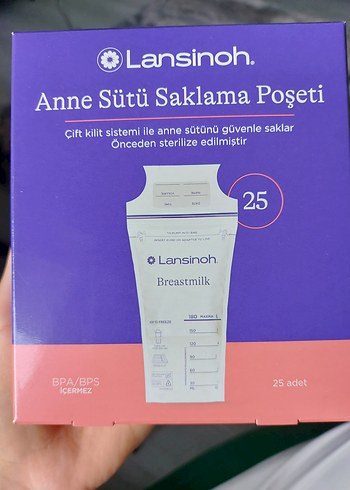 Lansinoh®
Anne Sütü Saklama Poşeti
Çift kilit sistemi ile anne sütünü güvenle saklar
Önceden sterilize edilmiştir
25
Lansinoh.
Breastmilk
180
BPA/BPS
İÇERMEZ
25 adet